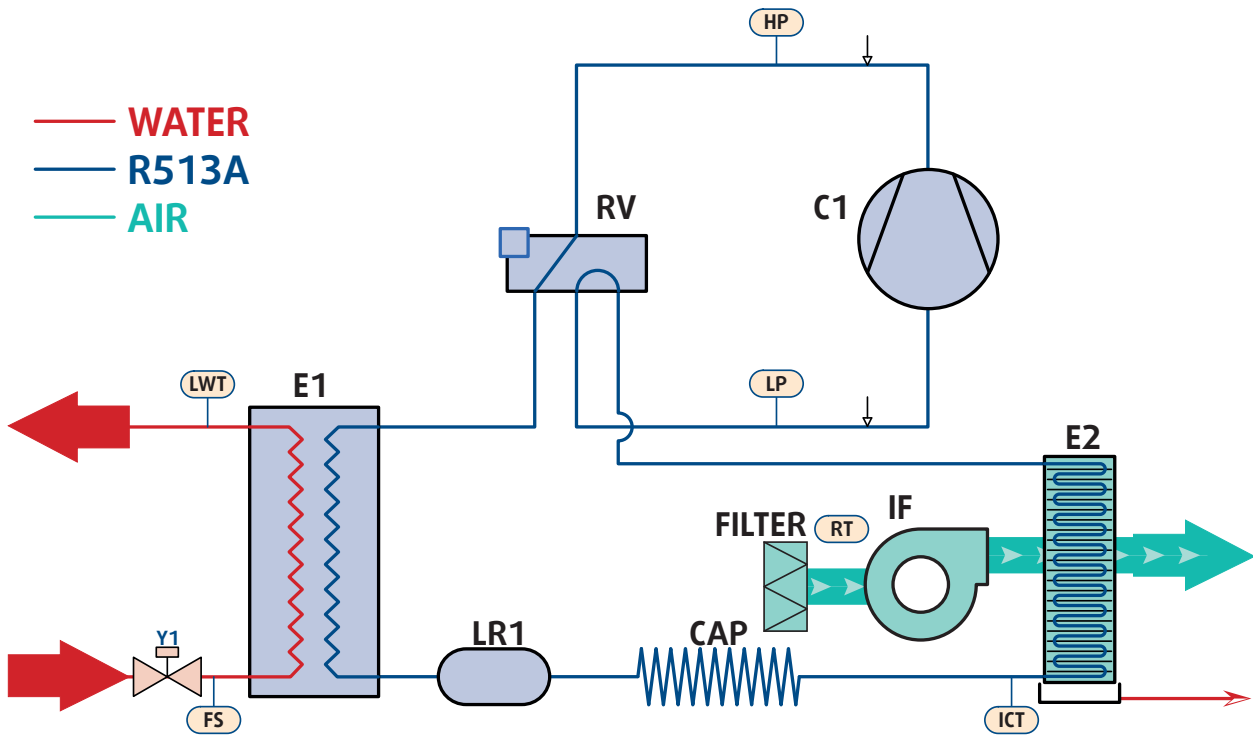 HP
WATER
R513A
AIR
RV
C1
LWT
E1
LP
E2
FILTER
RT
IF
Y1
LR1
CAP
FS
ICT